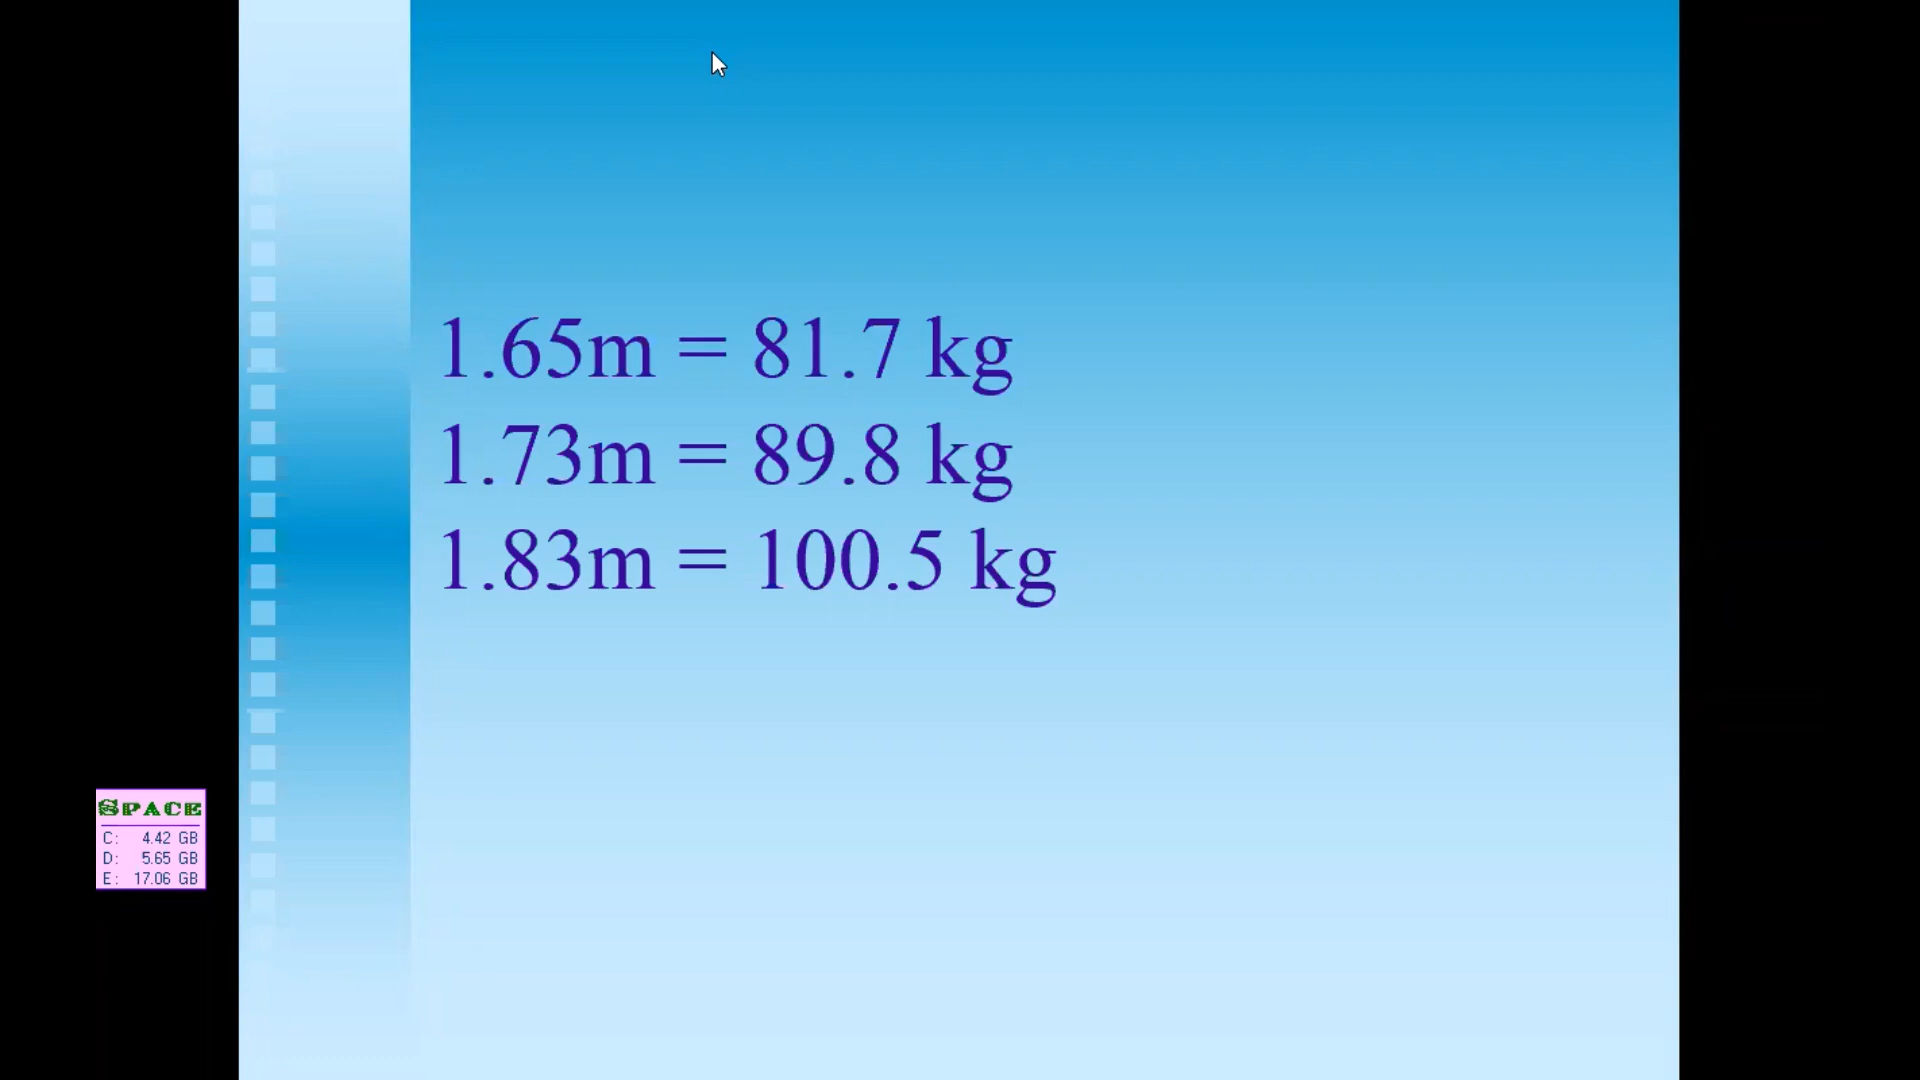 1.65m = 81.7 kg
1.73m = 89.8 kg
1.83m = 100.5 kg
SPACE
C: 4.42 GB
D: 5.65 GB
E: 17.06 GB